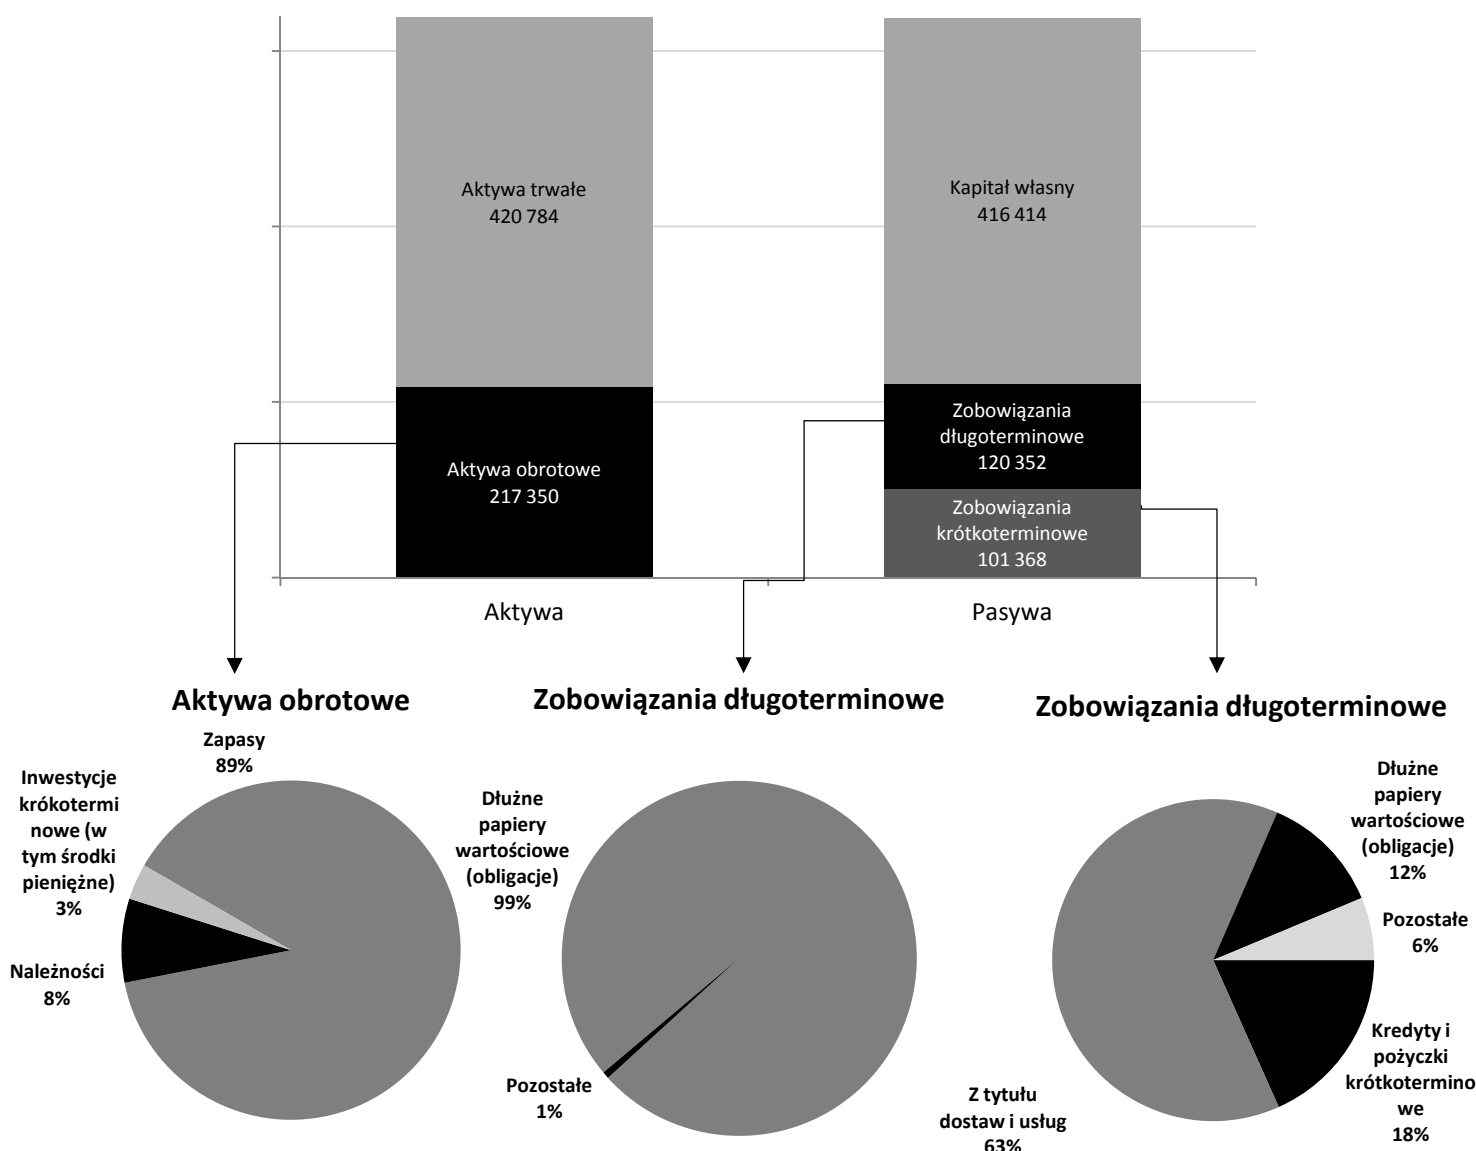 Aktywa trwałe
420 784
Kapitał własny
416 414
Aktywa obrotowe
217 350
Zobowiązania
długoterminowe
120 352
Zobowiązania
krótkoterminowe
101 368
Aktywa
Pasywa
Aktywa obrotowe
Zapasy
89%
Inwestycje
krókotermi
nowe (w
tym środki
pieniężne)
3%
Należności
8%
Zobowiązania długoterminowe
Dłużne
papiery
wartościowe
(obligacje)
99%
Pozostałe
1%
Zobowiązania długoterminowe
Dłużne
papiery
wartościowe
(obligacje)
12%
Pozostałe
6%
Kredyty i
pożyczki
krótkotermino
we
18%
Z tytułu
dostaw i usług
63%